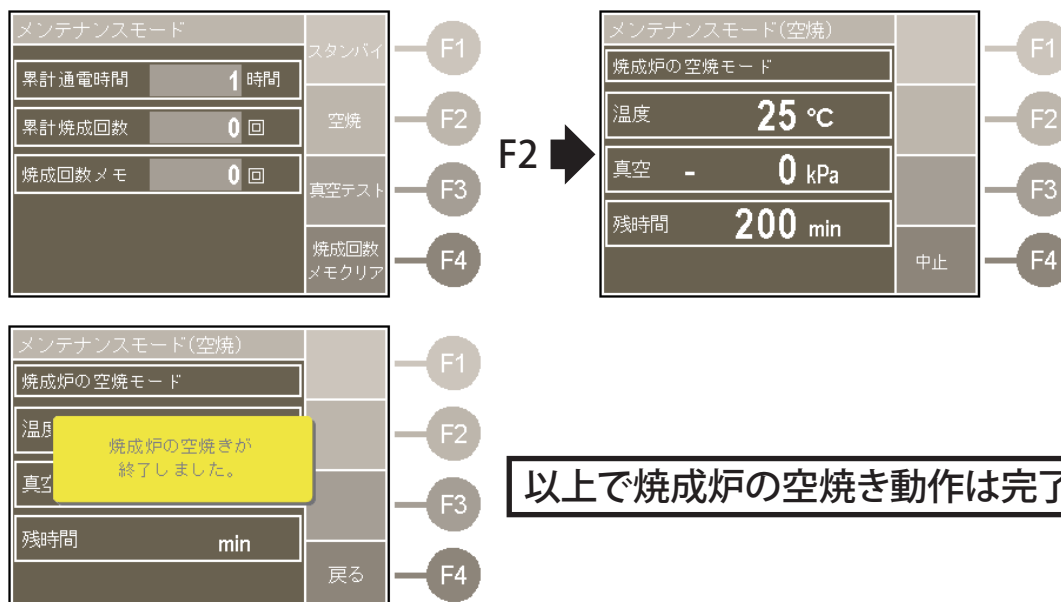 メンテナンスモード
スタンバイ
F1
累計通電時間 1 時間
累計焼成回数 0 回
空焼
F2
焼成回数メモ 0 回
真空テスト
F3
焼成回数
メモクリア
F4
F2
メンテナンスモード(空焼)
焼成炉の空焼モード
F1
温度 25 ℃
F2
真空 - 0 kPa
F3
残時間 200 min
中止
F4
メンテナンスモード(空焼)
焼成炉の空焼モード
F1
温度
焼成炉の空焼きが
終了しました。
F2
真空
F3
残時間 min
戻る
F4
以上で焼成炉の空焼き動作は完了